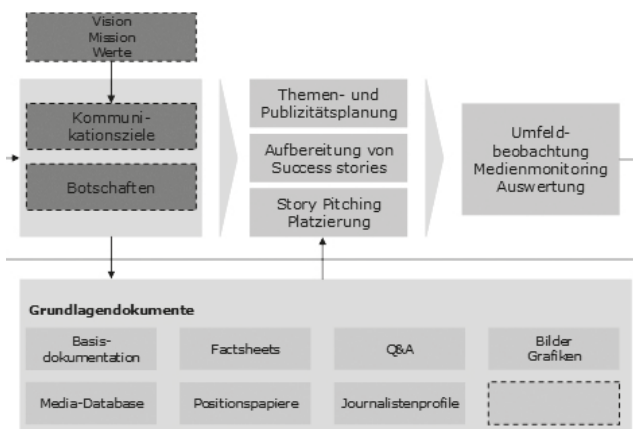 Vision
Mission
Werte
Kommuni-
kationsziele
Botschaften
Themen- und
Publizitätsplanung
Aufbereitung von
Success stories
Story Pitching
Platzierung
Umfeld-
beobachtung
Medienmonitoring
Auswertung
Grundlagendokumente
Basis-
dokumentation
Factsheets
Q&A
Bilder
Grafiken
Media-Database
Positionspapiere
Journalistenprofile